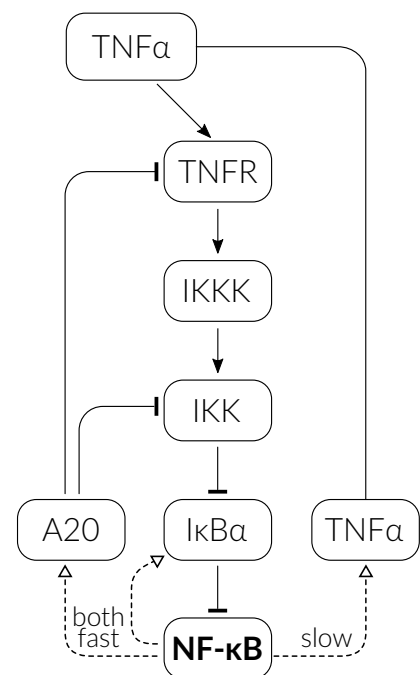 TNFα
TNFR
IKKK
IKK
A20
IκBα
TNFα
both
fast
NF-κB
slow